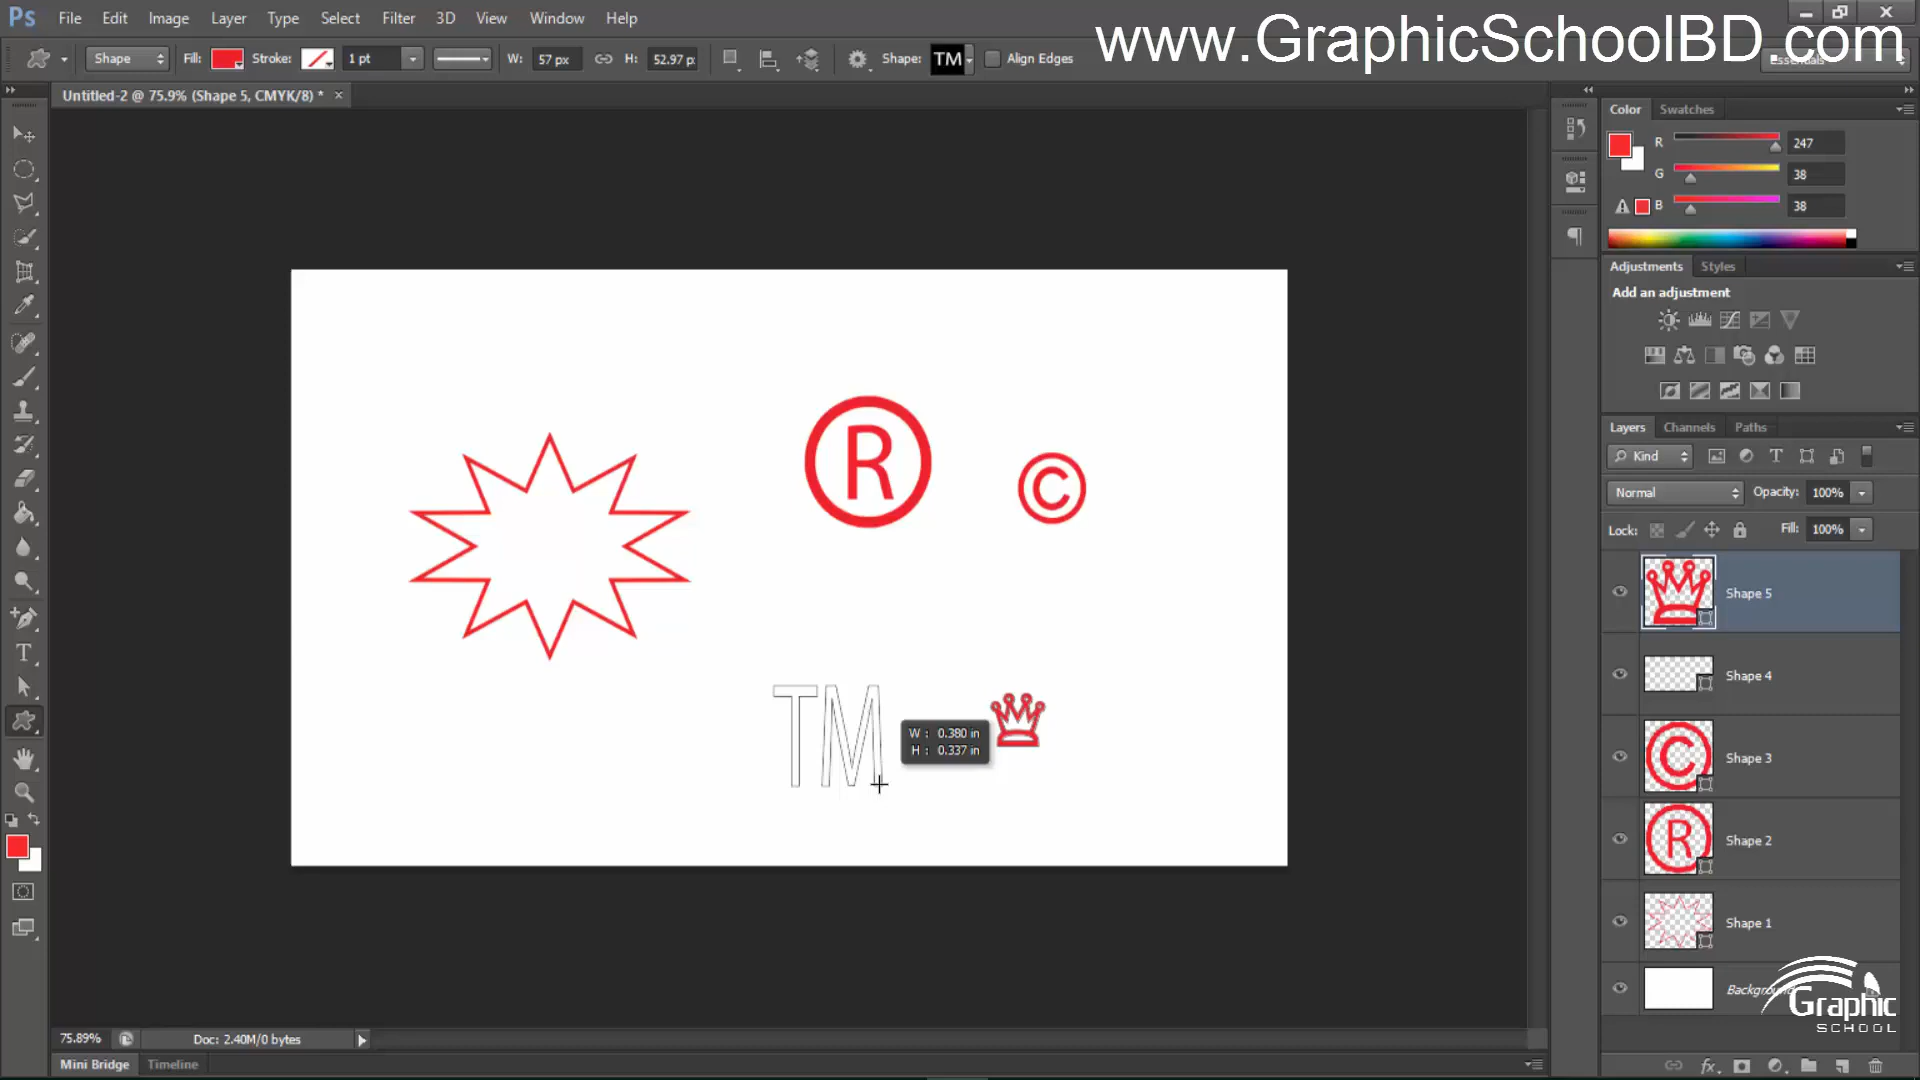 Ps File Edit Image Layer Type Select Filter 3D View Window Help
www.GraphicSchoolBD.com
Shape Fill: Stroke: 1 pt W: 57 px H: 52.97 p: Shape: TM Align Edges
Essentials
Untitled-2 @ 75.9% (Shape 5, CMYK/8) * ×
Color Swatches
R 247
G 38
B 38
Adjustments Styles
Add an adjustment
Layers Channels Paths
Kind
Normal Opacity: 100%
Lock: Fill: 100%
Shape 5
Shape 4
Shape 3
Shape 2
Shape 1
Background
R
©
TM
W : 0.380 in
H : 0.337 in
Graphic
SCHOOL
75.89% Doc: 2.40M/0 bytes
Mini Bridge Timeline